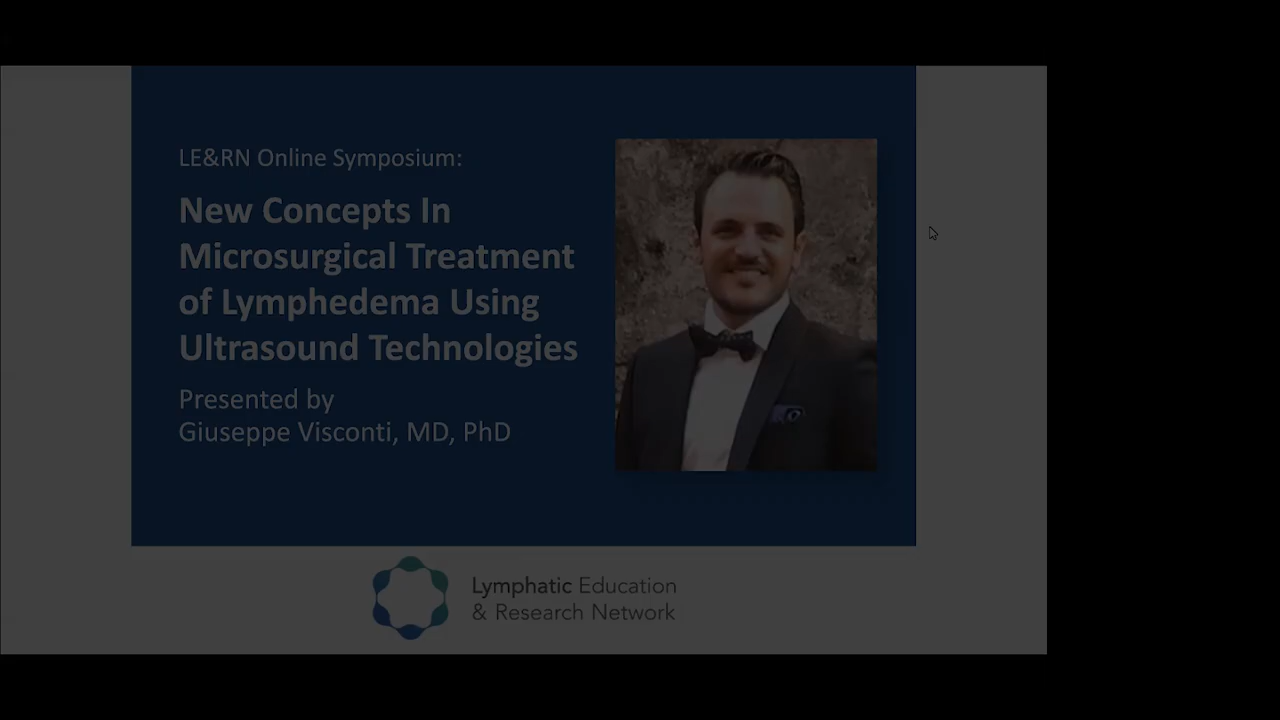 LE&RN Online Symposium:
New Concepts In
Microsurgical Treatment
of Lymphedema Using
Ultrasound Technologies
Presented by
Giuseppe Visconti, MD, PhD
Lymphatic Education
& Research Network